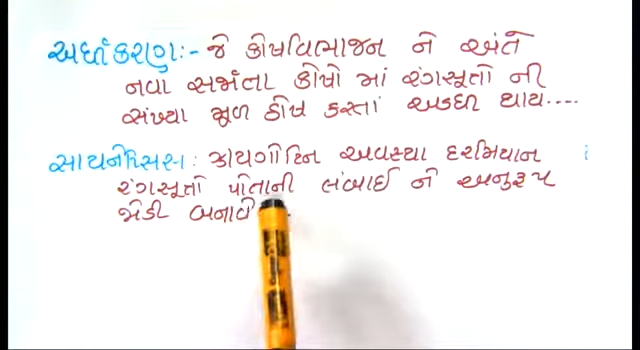 અર્ધીકરણ:- જે કોષવિભાજન ને અંતે
નવા સર્જાતા કોષો માં રંગસૂત્રો ની
સંખ્યા મૂળ કોષ કરતાં અડધી થાય....
સાયનેપ્સિસ: ઝાયગોટિન અવસ્થા દરમિયાન
રંગસૂત્રો પોતાની લંબાઈ ને અનુરૂપ
જોડી બનાવે